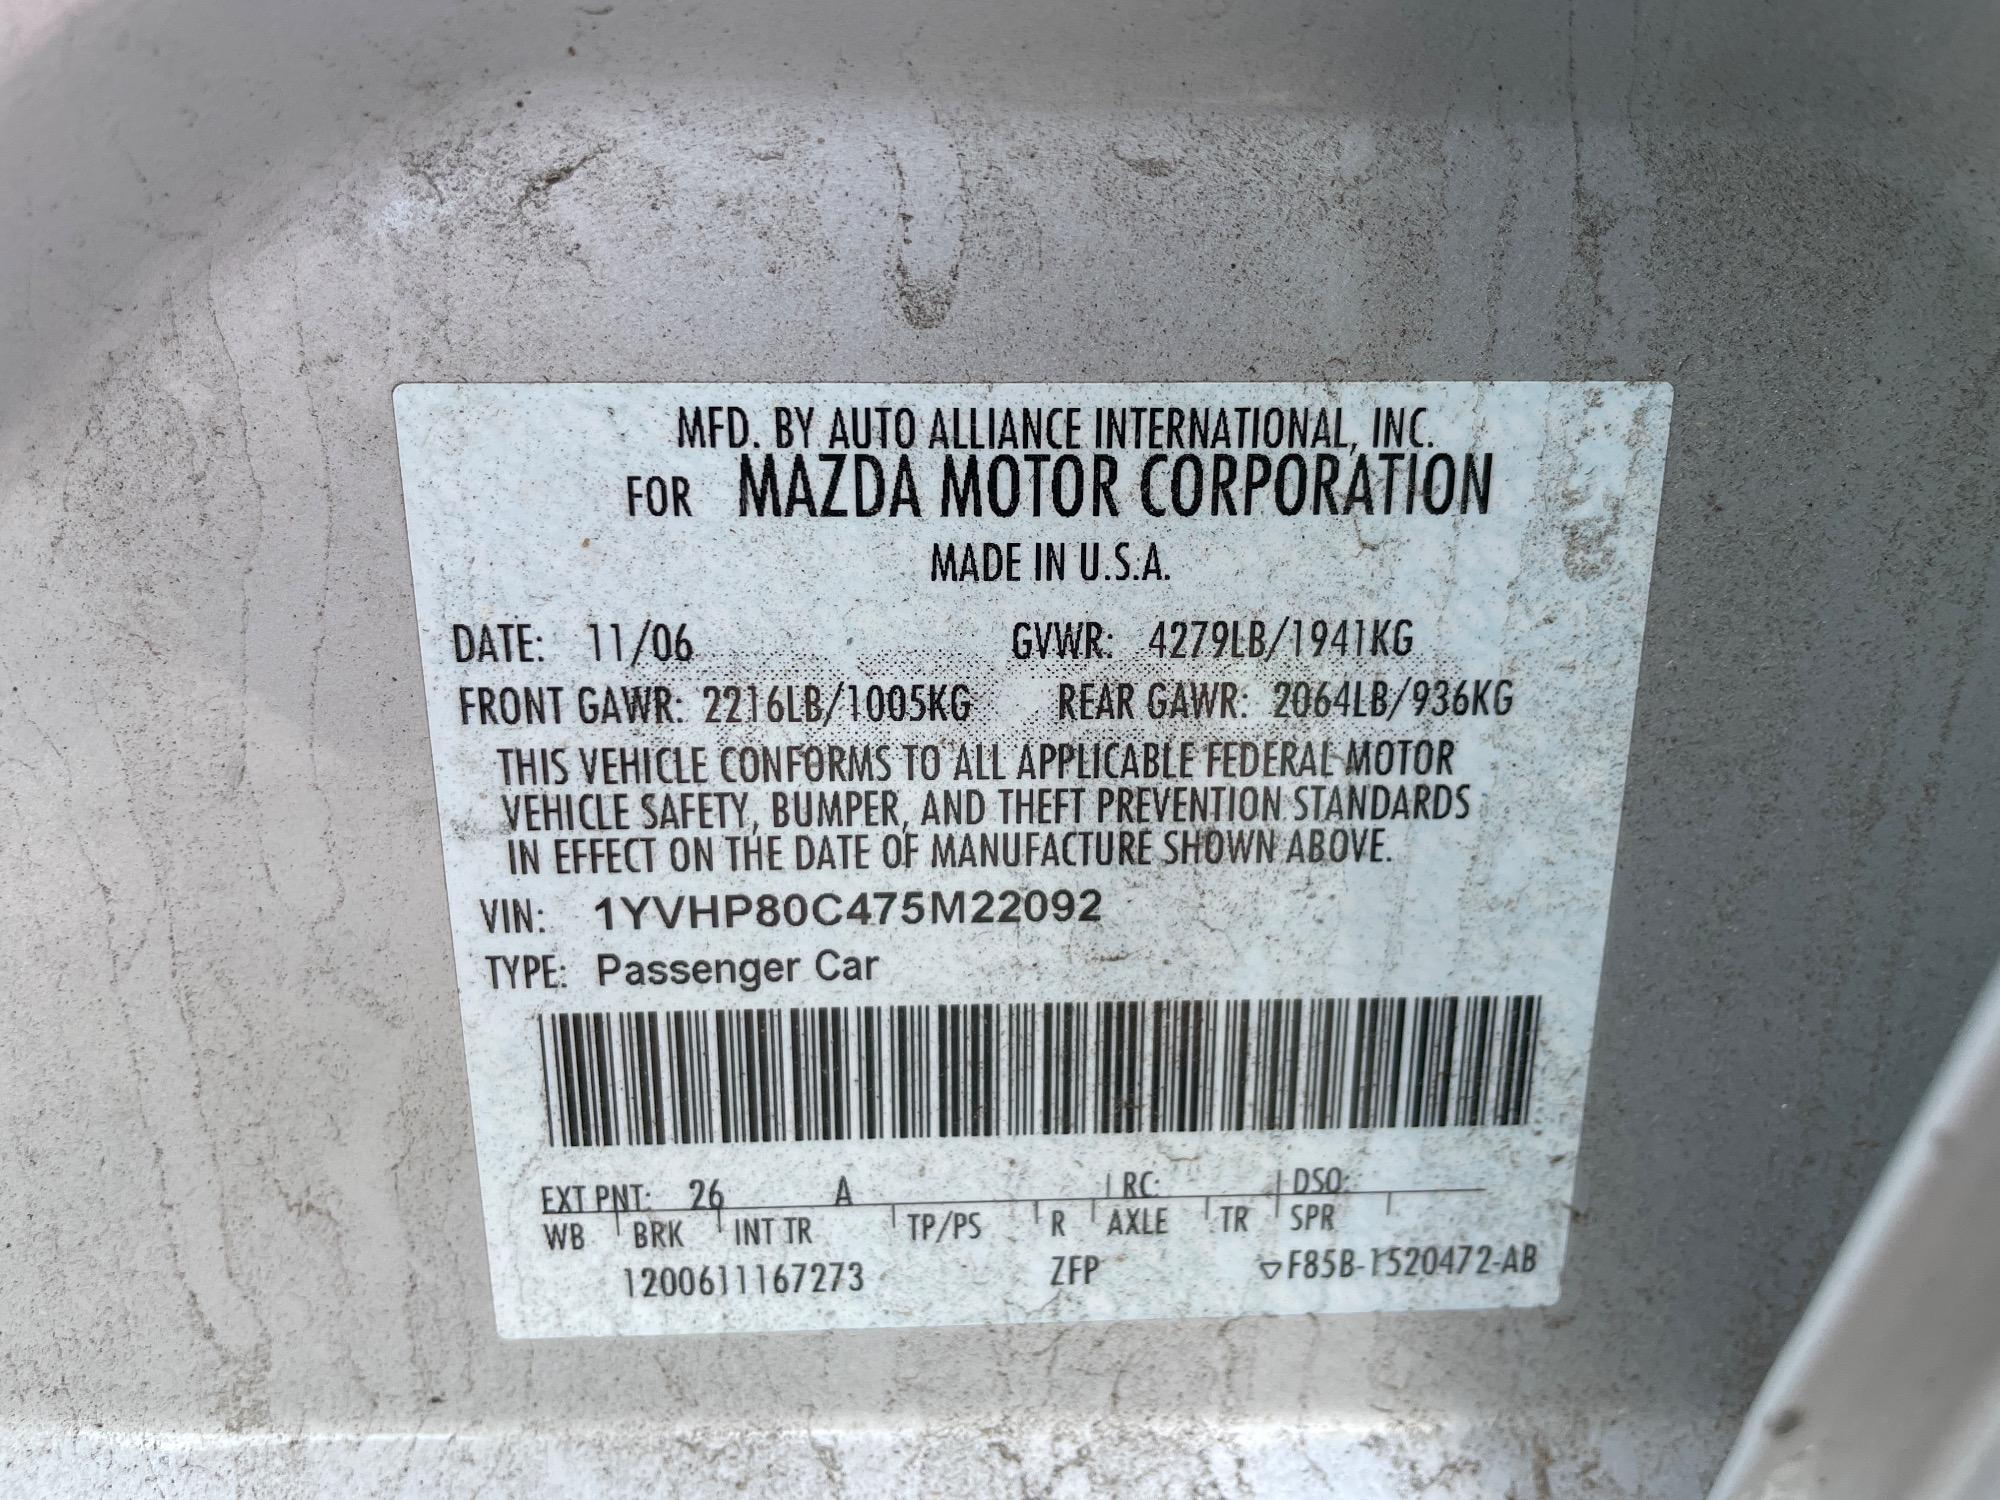 MFD. BY AUTO ALLIANCE INTERNATIONAL, INC.
FOR MAZDA MOTOR CORPORATION
MADE IN U.S.A.
DATE: 11/06 GVWR: 4279LB/1941KG
FRONT GAWR: 2216LB/1005KG REAR GAWR: 2064LB/936KG
THIS VEHICLE CONFORMS TO ALL APPLICABLE FEDERAL MOTOR
VEHICLE SAFETY, BUMPER, AND THEFT PREVENTION STANDARDS
IN EFFECT ON THE DATE OF MANUFACTURE SHOWN ABOVE.
VIN: 1YVHP80C475M22092
TYPE: Passenger Car
EXT PNT: 26 A RC: DSO:
WB BRK INT TR TP/PS R AXLE TR SPR
1200611167273 ZFP F85B-1520472-AB